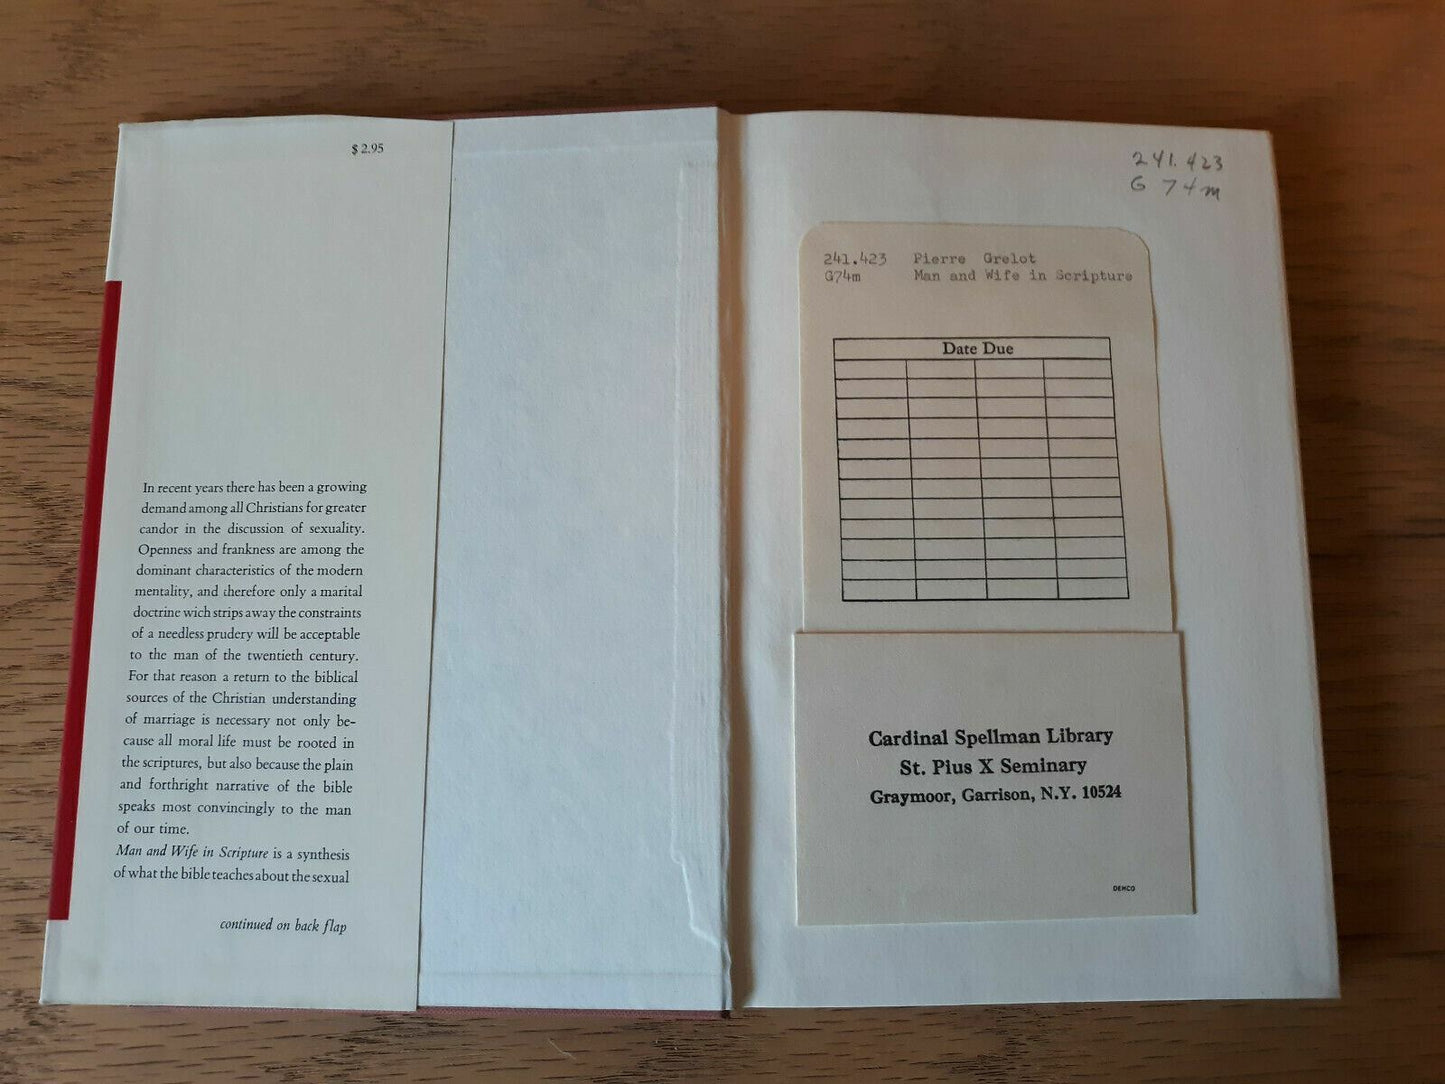 $ 2.95
In recent years there has been a growing
demand among all Christians for greater
candor in the discussion of sexuality.
Openness and frankness are among the
dominant characteristics of the modern
mentality, and therefore only a marital
doctrine wich strips away the constraints
of a needless prudery will be acceptable
to the man of the twentieth century.
For that reason a return to the biblical
sources of the Christian understanding
of marriage is necessary not only be-
cause all moral life must be rooted in
the scriptures, but also because the plain
and forthright narrative of the bible
speaks most convincingly to the man
of our time.
Man and Wife in Scripture is a synthesis
of what the bible teaches about the sexual
continued on back flap
241.423
G 74m
241.423 Pierre Grelot
G74m Man and Wife in Scripture
Date Due
Cardinal Spellman Library
St. Pius X Seminary
Graymoor, Garrison, N.Y. 10524
DEMCO